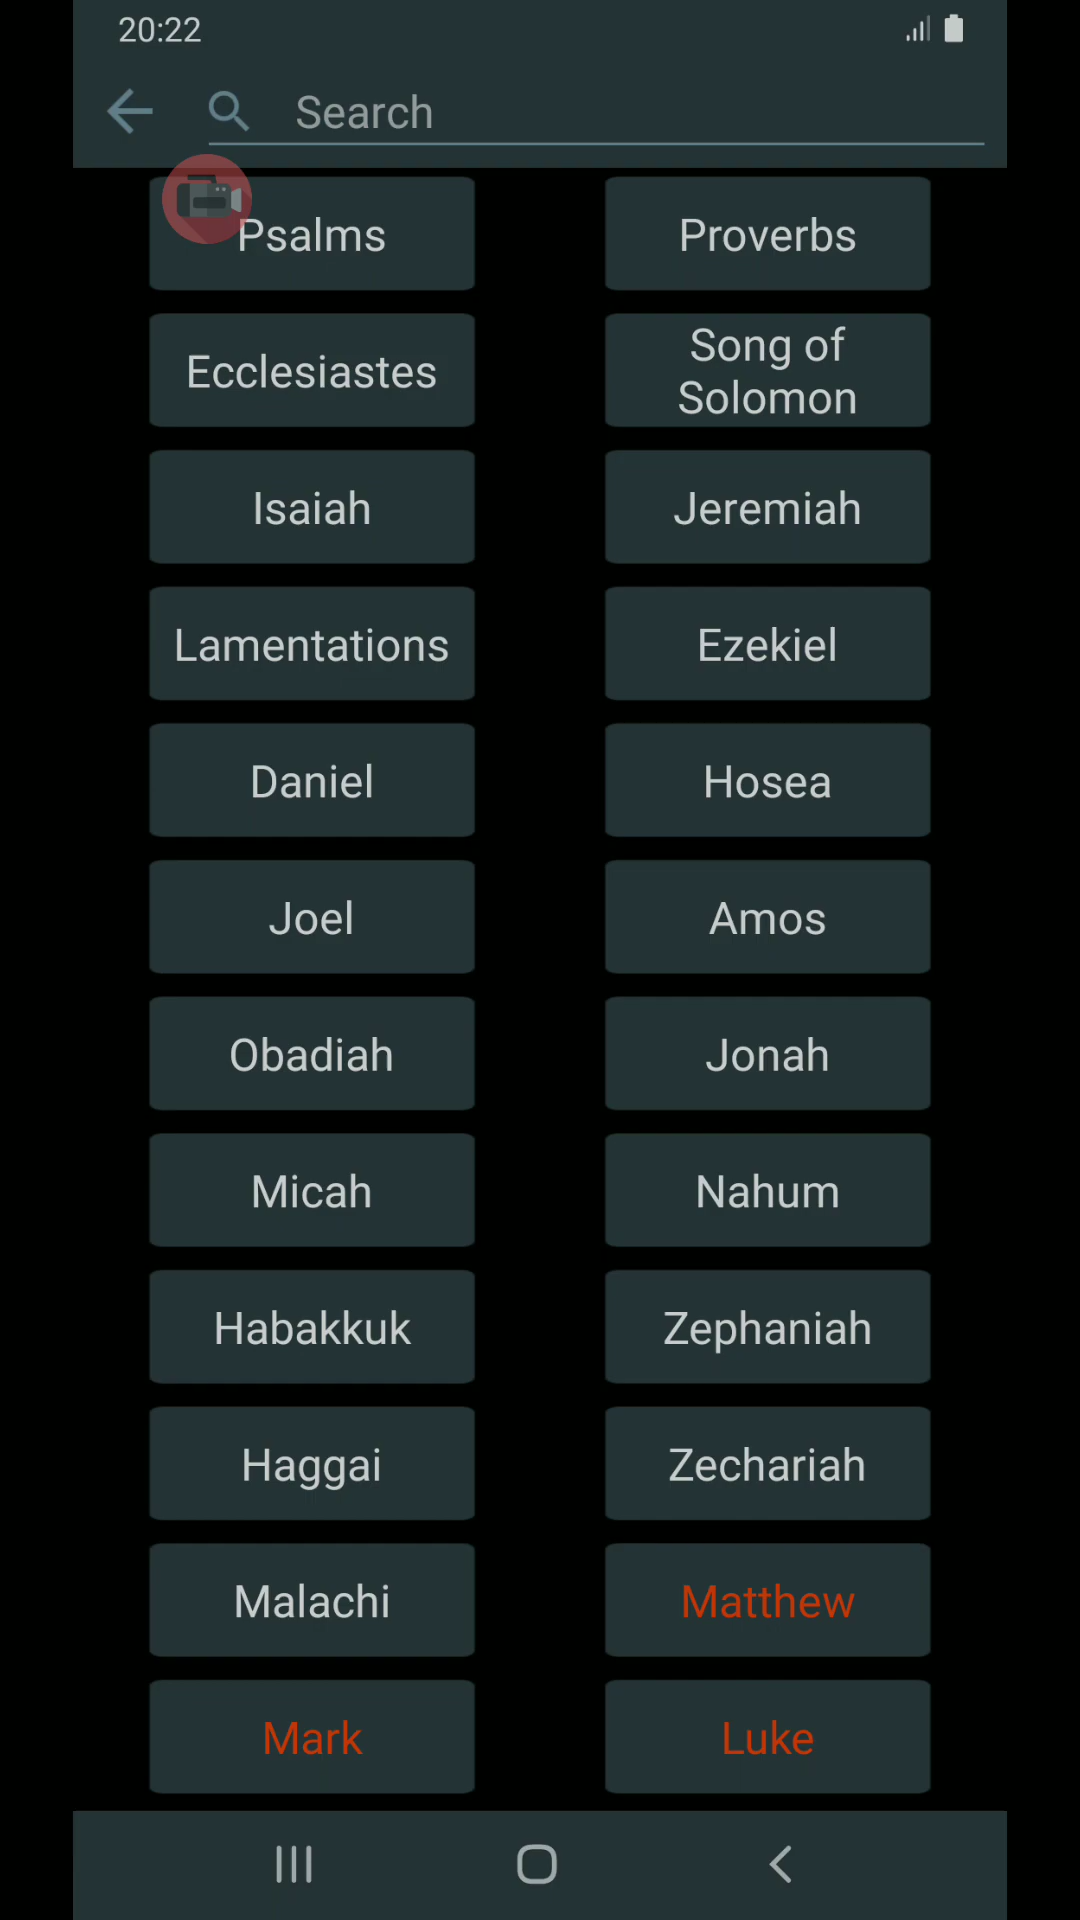 20:22
Search
Psalms
Proverbs
Ecclesiastes
Song of
Solomon
Isaiah
Jeremiah
Lamentations
Ezekiel
Daniel
Hosea
Joel
Amos
Obadiah
Jonah
Micah
Nahum
Habakkuk
Zephaniah
Haggai
Zechariah
Malachi
Matthew
Mark
Luke